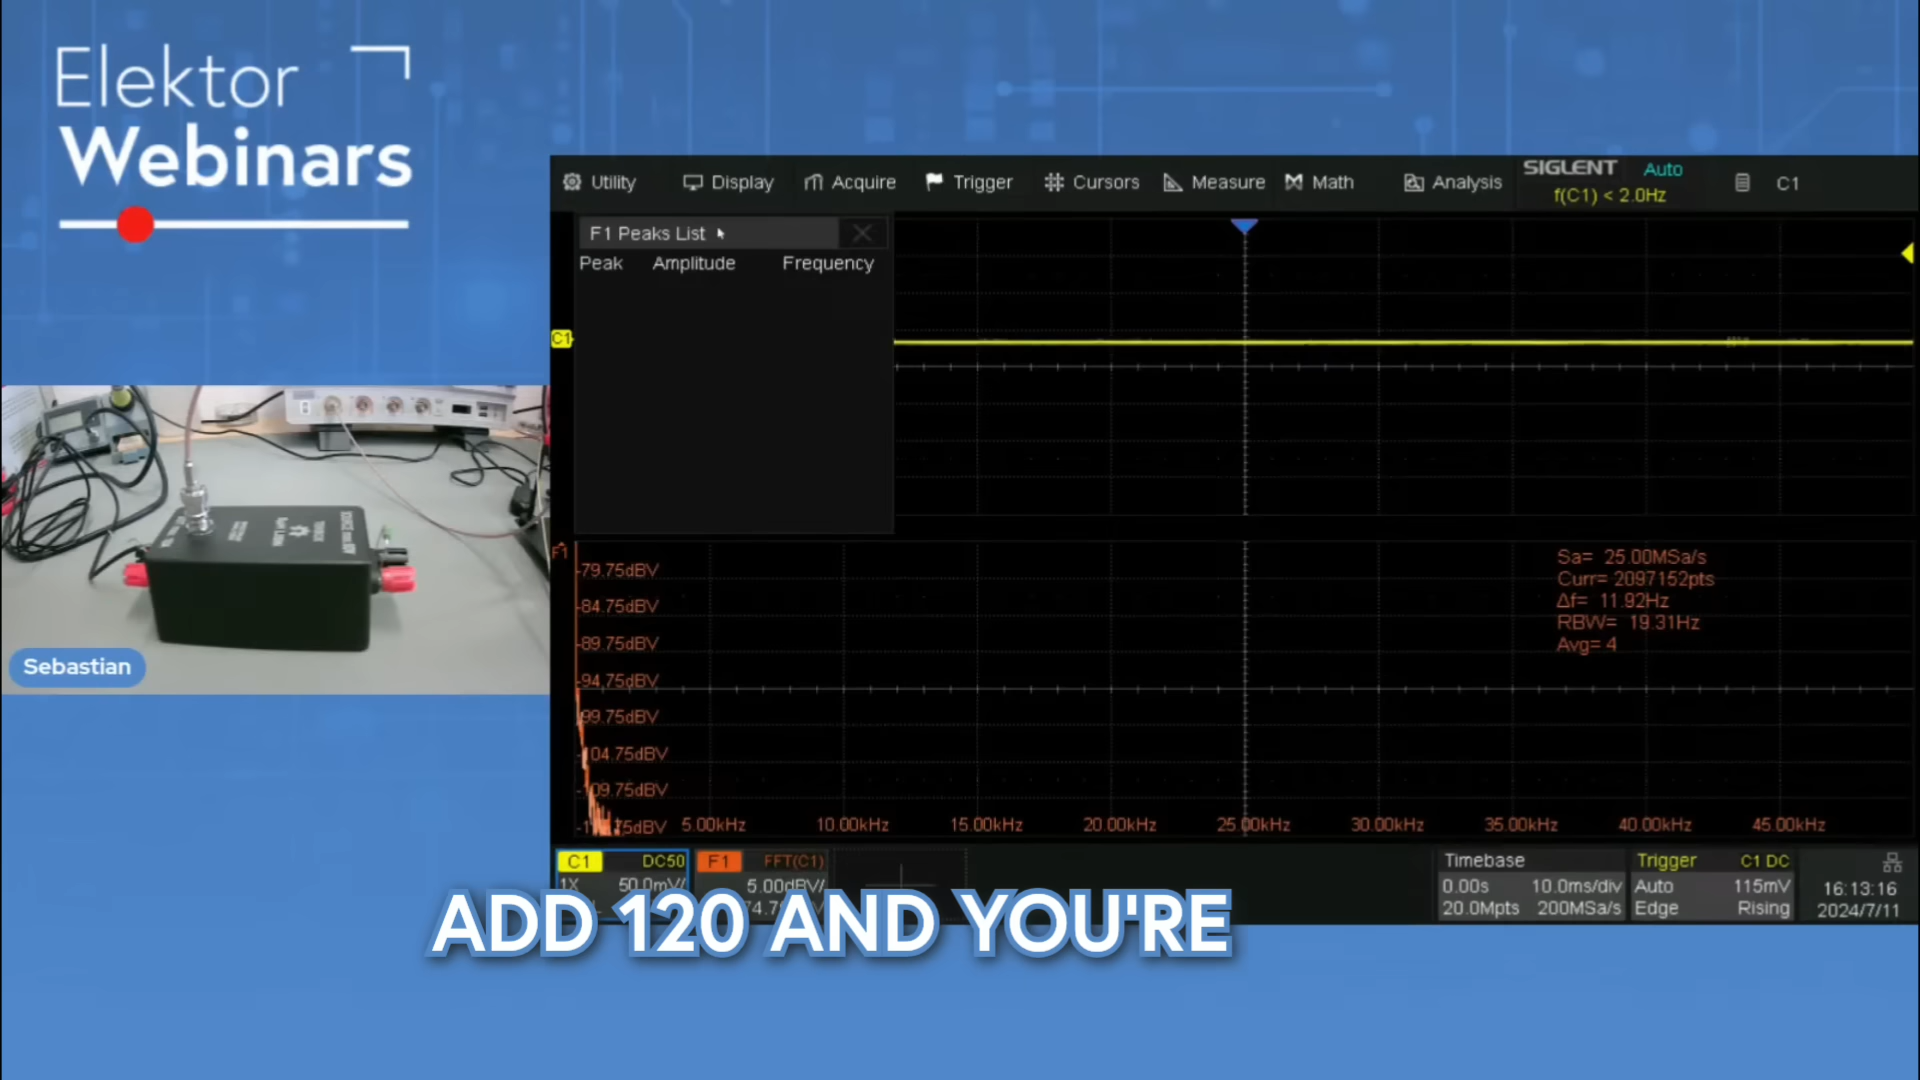 Elektor
Webinars
Utility
Display
Acquire
Trigger
Cursors
Measure
Math
Analysis
SIGLENT
Auto
f(C1) < 2.0Hz
C1
F1 Peaks List
Peak
Amplitude
Frequency
C1
F1
-79.75dBV
-84.75dBV
-89.75dBV
-94.75dBV
-99.75dBV
-104.75dBV
-109.75dBV
Sa= 25.00MSa/s
Curr= 2097152pts
Δf= 11.92Hz
RBW= 19.31Hz
Avg= 4
5.00kHz
10.00kHz
15.00kHz
20.00kHz
25.00kHz
30.00kHz
35.00kHz
40.00kHz
45.00kHz
Sebastian
C1 DC50
1X 50.0mV/
F1 FFT(C1)
5.00dBV/
Timebase
0.00s 10.0ms/div
20.0Mpts 200MSa/s
Trigger C1 DC
Auto 115mV
Edge Rising
16:13:16
2024/7/11
ADD 120 AND YOU'RE